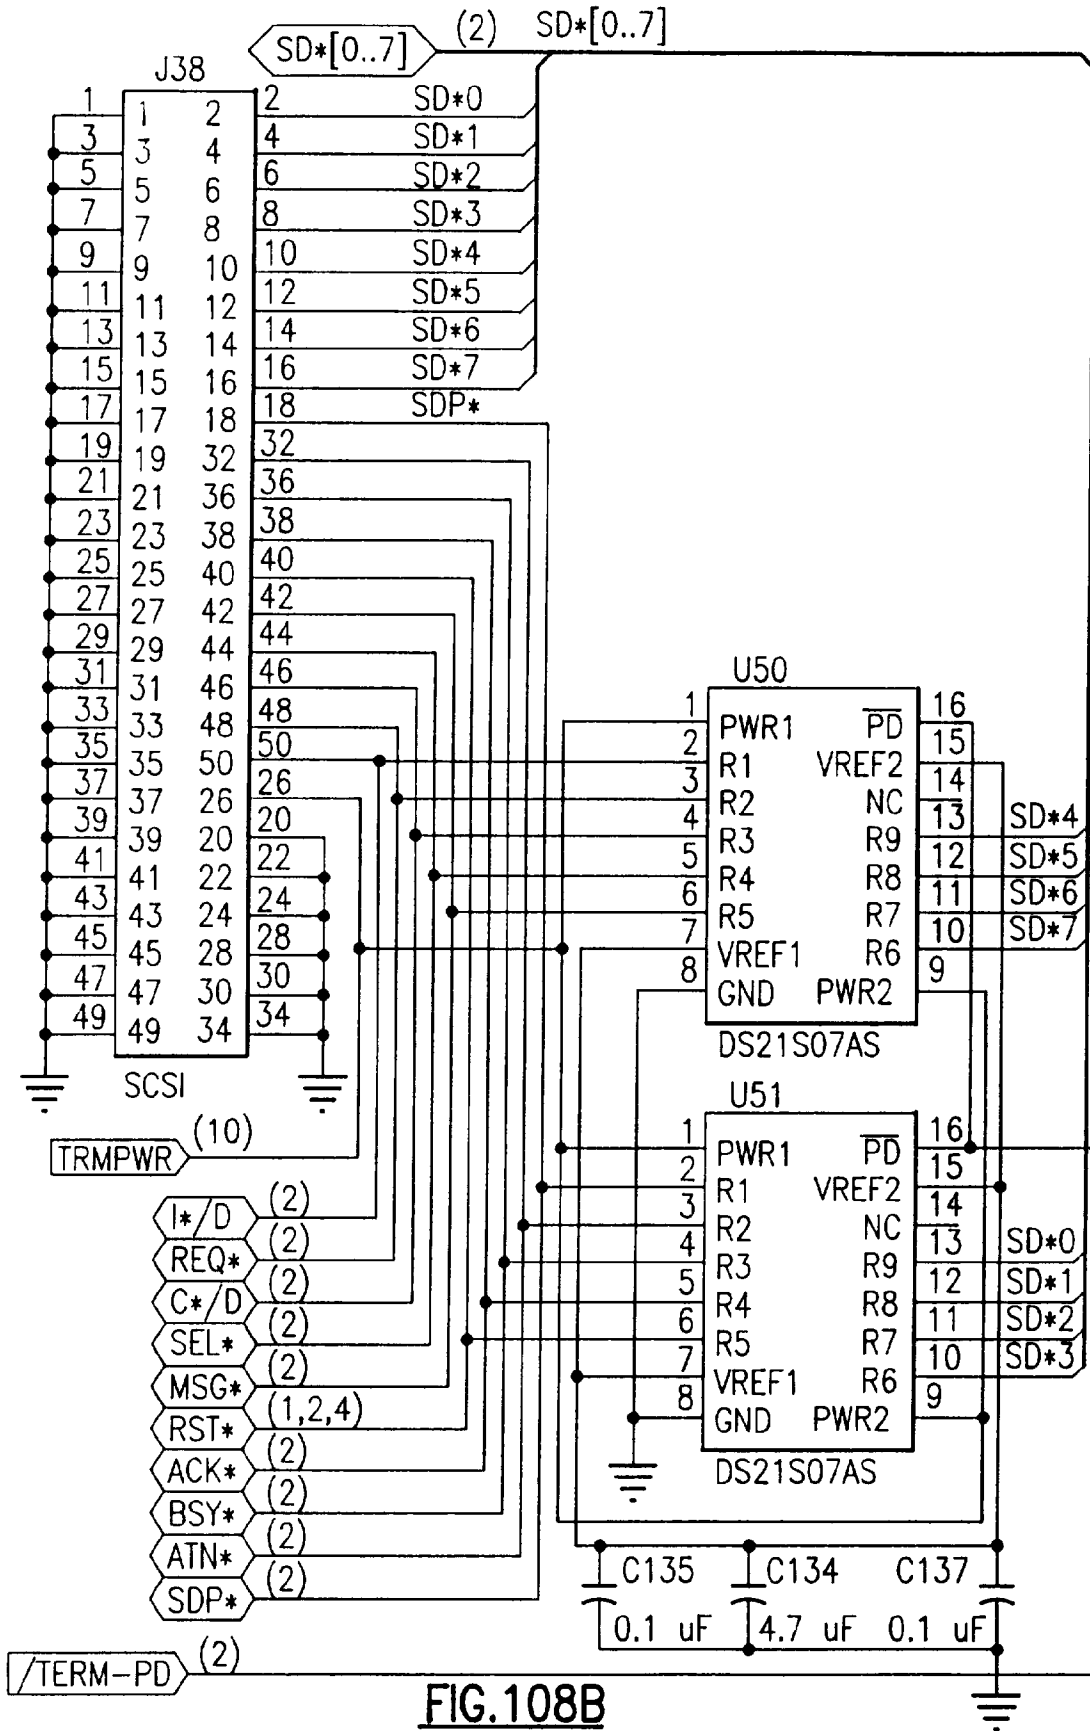 SD*[0..7] (2) SD*[0..7]
J38
1 1 2 2 SD*0
3 3 4 4 SD*1
5 5 6 6 SD*2
7 7 8 8 SD*3
9 9 10 10 SD*4
11 11 12 12 SD*5
13 13 14 14 SD*6
15 15 16 16 SD*7
17 17 18 18 SDP*
19 19 32 32
21 21 36 36
23 23 38 38
25 25 40 40
27 27 42 42
29 29 44 44
31 31 46 46
33 33 48 48
35 35 50 50
37 37 26 26
39 39 20 20
41 41 22 22
43 43 24 24
45 45 28 28
47 47 30 30
49 49 34 34
SCSI
U50
1 PWR1 PD 16
2 R1 VREF2 15
3 R2 NC 14
4 R3 R9 13 SD*4
5 R4 R8 12 SD*5
6 R5 R7 11 SD*6
7 VREF1 R6 10 SD*7
8 GND PWR2 9
DS21S07AS
U51
1 PWR1 PD 16
2 R1 VREF2 15
3 R2 NC 14
4 R3 R9 13 SD*0
5 R4 R8 12 SD*1
6 R5 R7 11 SD*2
7 VREF1 R6 10 SD*3
8 GND PWR2 9
DS21S07AS
TRMPWR (10)
I*/D (2)
REQ* (2)
C*/D (2)
SEL* (2)
MSG* (2)
RST* (1,2,4)
ACK* (2)
BSY* (2)
ATN* (2)
SDP* (2)
C135 C134 C137
0.1 uF 4.7 uF 0.1 uF
/TERM-PD (2)
FIG.108B